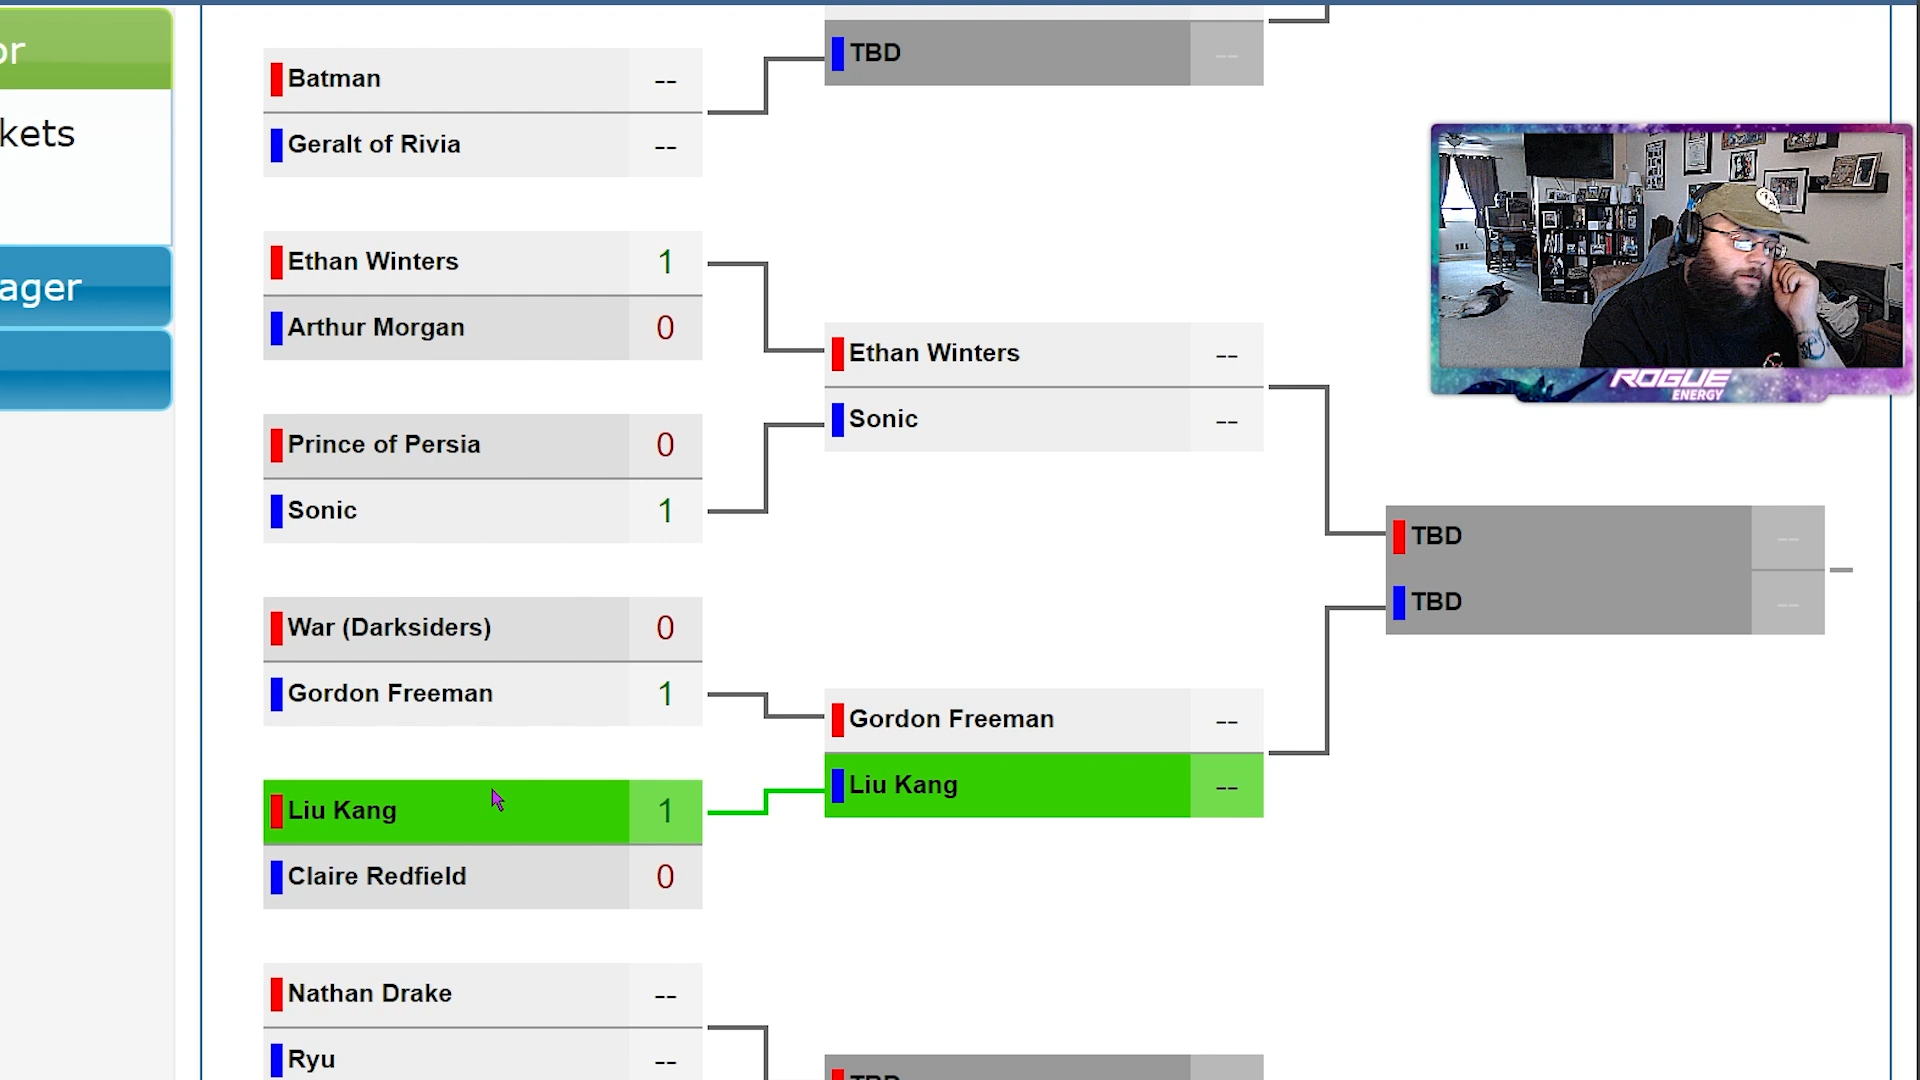 or
kets
ager
Batman --
Geralt of Rivia --
Ethan Winters 1
Arthur Morgan 0
Prince of Persia 0
Sonic 1
War (Darksiders) 0
Gordon Freeman 1
Liu Kang 1
Claire Redfield 0
Nathan Drake --
Ryu --
TBD --
Ethan Winters --
Sonic --
Gordon Freeman --
Liu Kang --
TBD
TBD --
TBD --
ROGUE
ENERGY